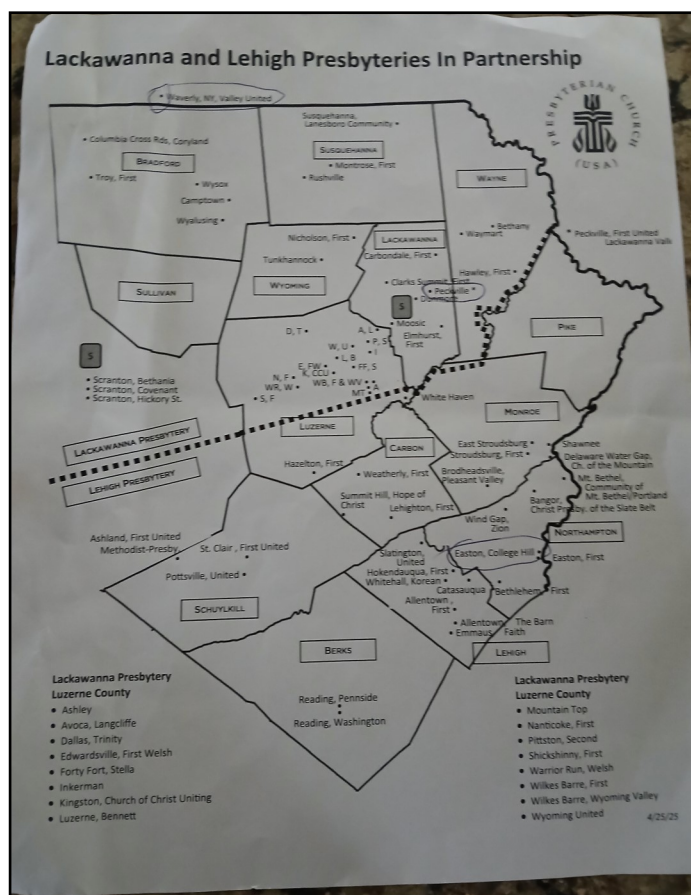 Lackawanna and Lehigh Presbyteries In Partnership
PRESBYTERIAN CHURCH
(USA)
• Waverly, NY, Valley United
Susquehanna,
Lanesboro Community •
• Columbia Cross Rds, Coryland
BRADFORD
• Troy, First
• Wysox
Camptown •
Wyalusing •
SUSQUEHANNA
• Montrose, First
• Rushville
WAYNE
• Bethany
• Waymart
• Peckville, First United
Lackawanna Valle
Nicholson, First •
LACKAWANNA
Carbondale, First •
Tunkhannock •
WYOMING
Hawley, First •
• Clarks Summit, First
• Peckville •
• Dunmore
S
SULLIVAN
PIKE
• Moosic
Elmhurst,
First
D, T •
A, L •
W, U •
• P, S
• I
• L, B
E, FW •
• FF, S
K, CCU •
N, F •
WB, F & WV • •
WR, W •
• A
MT •
• S, F
• White Haven
S
• Scranton, Bethania
• Scranton, Covenant
• Scranton, Hickory St.
LACKAWANNA PRESBYTERY
LEHIGH PRESBYTERY
LUZERNE
MONROE
CARBON
Hazelton, First
• Weatherly, First
East Stroudsburg •
Stroudsburg, First •
• Shawnee
Delaware Water Gap,
Ch. of the Mountain
Brodheadsville,
Pleasant Valley
• Mt. Bethel,
Community of
Mt. Bethel/Portland
Bangor,
Christ Presby. of the Slate Belt
Summit Hill, Hope of
Christ
Lehighton, First
Wind Gap,
Zion
NORTHAMPTON
Ashland, First United
Methodist-Presby.
St. Clair, First United
Pottsville, United •
Slatington,
United
Easton, College Hill
• Easton, First
Hokendauqua, First •
Whitehall, Korean •
Catasauqua
Bethlehem, First
Allentown,
First •
• Allentown, The Barn
• Emmaus, Faith
SCHUYLKILL
BERKS
LEHIGH
Reading, Pennside
Reading, Washington
Lackawanna Presbytery
Luzerne County
• Ashley
• Avoca, Langcliffe
• Dallas, Trinity
• Edwardsville, First Welsh
• Forty Fort, Stella
• Inkerman
• Kingston, Church of Christ Uniting
• Luzerne, Bennett
Lackawanna Presbytery
Luzerne County
• Mountain Top
• Nanticoke, First
• Pittston, Second
• Shickshinny, First
• Warrior Run, Welsh
• Wilkes Barre, First
• Wilkes Barre, Wyoming Valley
• Wyoming United
4/25/25